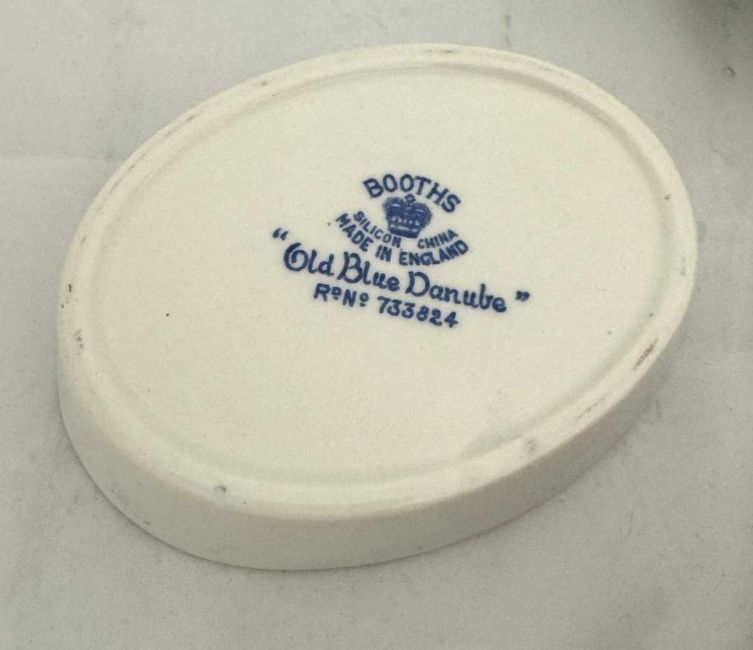 BOOTHS
SILICON CHINA
MADE IN ENGLAND
"Old Blue Danube"
Rᴰ Nº 733824